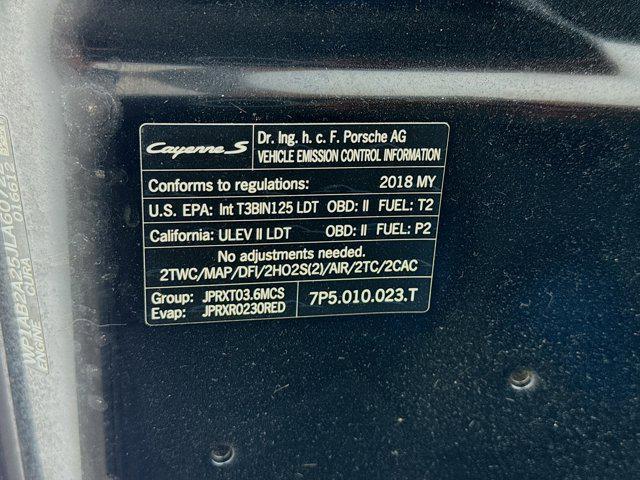 Cayenne S
Dr. Ing. h. c. F. Porsche AG
VEHICLE EMISSION CONTROL INFORMATION
Conforms to regulations: 2018 MY
U.S. EPA: Int T3BIN125 LDT OBD: II FUEL: T2
California: ULEV II LDT OBD: II FUEL: P2
No adjustments needed.
2TWC/MAP/DFI/2HO2S(2)/AIR/2TC/2CAC
Group: JPRXT03.6MCS
Evap: JPRXR0230RED
7P5.010.023.T
ENGINE